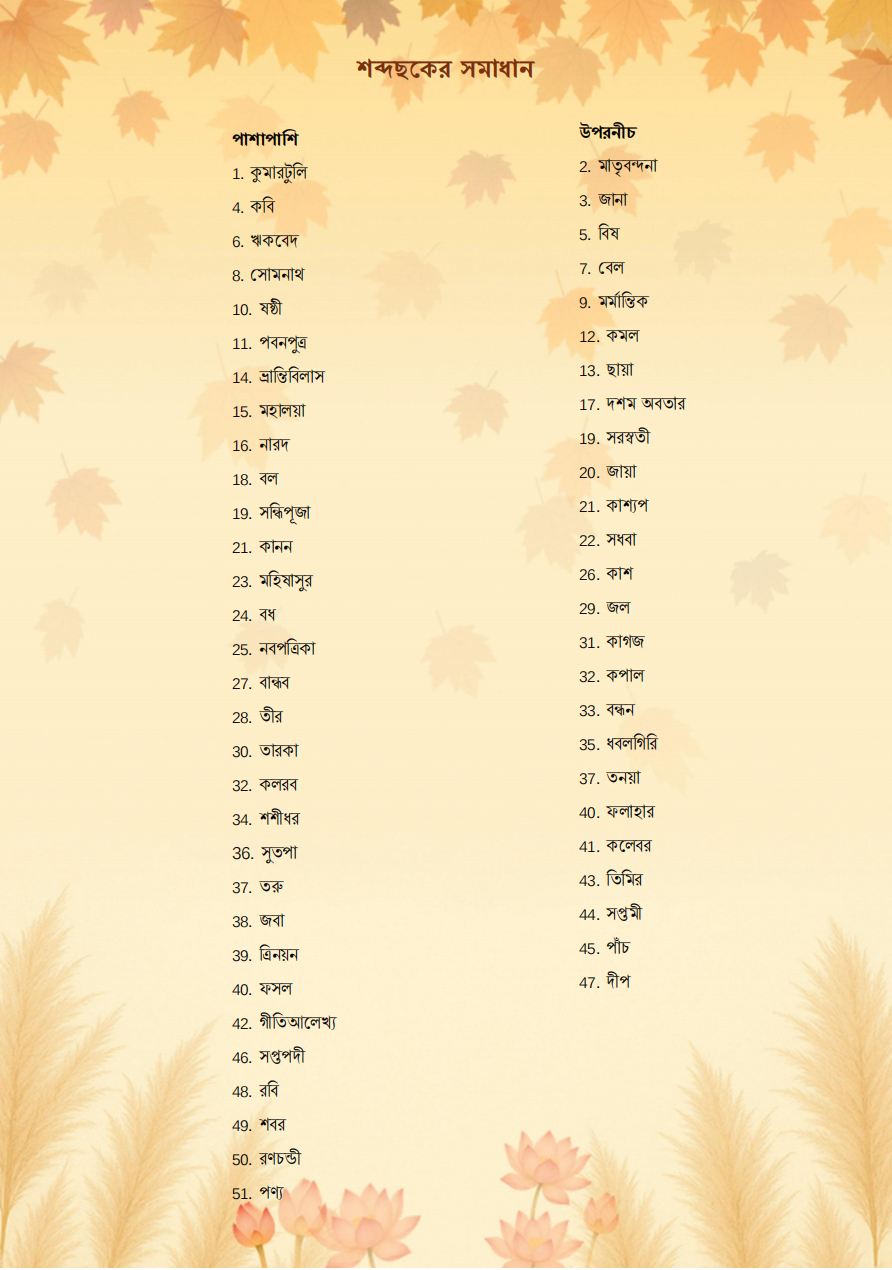 শব্দছকের সমাধান
পাশাপাশি
1. কুমারটুলি
4. কবি
6. ঋকবেদ
8. সোমনাথ
10. ষষ্ঠী
11. পবনপুত্র
14. ভ্রান্তিবিলাস
15. মহালয়া
16. নারদ
18. বল
19. সন্ধিপূজা
21. কানন
23. মহিষাসুর
24. বধ
25. নবপত্রিকা
27. বান্ধব
28. তীর
30. তারকা
32. কলরব
34. শশীধর
36. সুতপা
37. তরু
38. জবা
39. ত্রিনয়ন
40. ফসল
42. গীতিআলেখ্য
46. সপ্তপদী
48. রবি
49. শবর
50. রণচন্ডী
51. পণ্য
উপরনীচ
2. মাতৃবন্দনা
3. জানা
5. বিষ
7. বেল
9. মর্মান্তিক
12. কমল
13. ছায়া
17. দশম অবতার
19. সরস্বতী
20. জায়া
21. কাশ্যপ
22. সধবা
26. কাশ
29. জল
31. কাগজ
32. কপাল
33. বন্ধন
35. ধবলগিরি
37. তনয়া
40. ফলাহার
41. কলেবর
43. তিমির
44. সপ্তমী
45. পাঁচ
47. দীপ